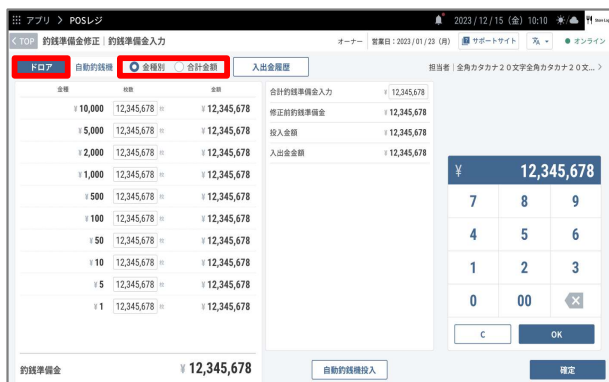 アプリ > POSレジ 2023/12/15（金）10:10
< TOP 釣銭準備金修正｜釣銭準備金入力 オーナー 営業日：2023/01/23（月） サポートサイト オンライン
ドロア 自動釣銭機 金種別 合計金額 入出金履歴 担当者｜全角カタカナ２０文字全角カタカナ２０文... >
金種 枚数 金額
¥ 10,000 12,345,678 枚 ¥ 12,345,678
¥ 5,000 12,345,678 枚 ¥ 12,345,678
¥ 2,000 12,345,678 枚 ¥ 12,345,678
¥ 1,000 12,345,678 枚 ¥ 12,345,678
¥ 500 12,345,678 枚 ¥ 12,345,678
¥ 100 12,345,678 枚 ¥ 12,345,678
¥ 50 12,345,678 枚 ¥ 12,345,678
¥ 10 12,345,678 枚 ¥ 12,345,678
¥ 5 12,345,678 枚 ¥ 12,345,678
¥ 1 12,345,678 枚 ¥ 12,345,678
釣銭準備金 ¥ 12,345,678
合計釣銭準備金入力 ¥ 12,345,678
修正前釣銭準備金 ¥ 12,345,678
投入金額 ¥ 12,345,678
入出金金額 ¥ 12,345,678
自動釣銭機投入
¥ 12,345,678
7 8 9
4 5 6
1 2 3
0 00
C OK
確定